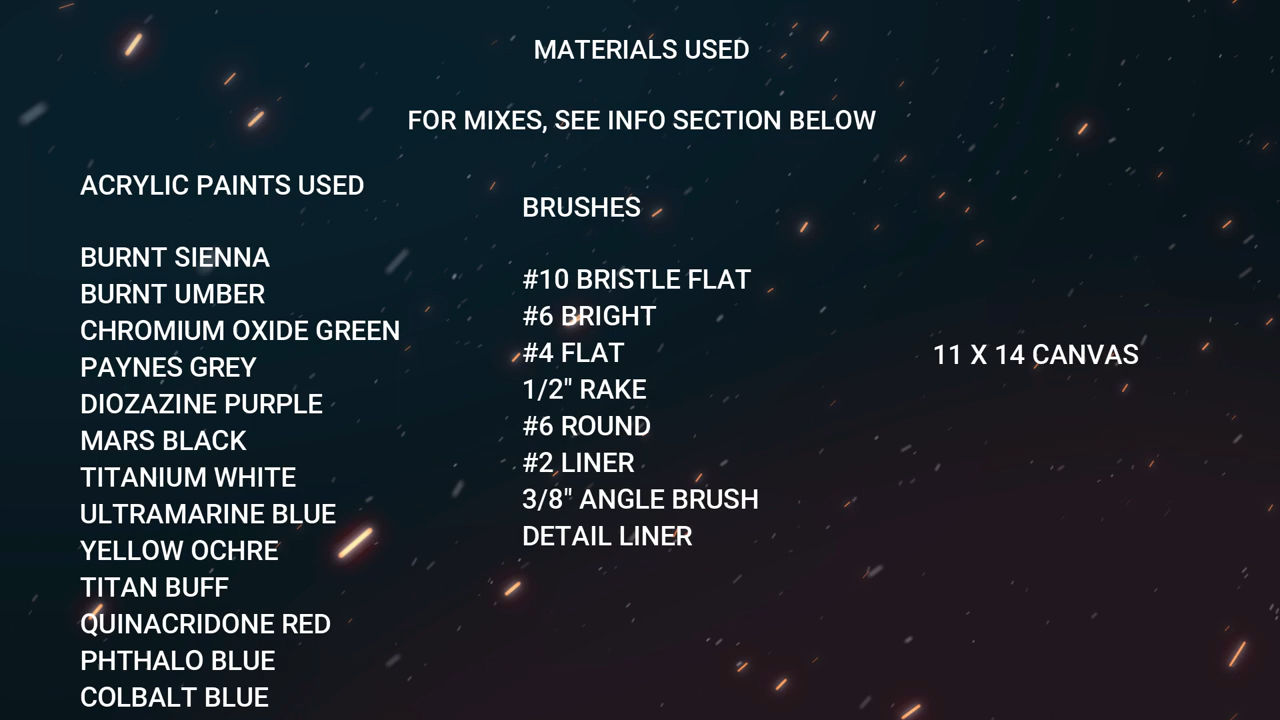 MATERIALS USED
FOR MIXES, SEE INFO SECTION BELOW
ACRYLIC PAINTS USED
BURNT SIENNA
BURNT UMBER
CHROMIUM OXIDE GREEN
PAYNES GREY
DIOZAZINE PURPLE
MARS BLACK
TITANIUM WHITE
ULTRAMARINE BLUE
YELLOW OCHRE
TITAN BUFF
QUINACRIDONE RED
PHTHALO BLUE
COLBALT BLUE
BRUSHES
#10 BRISTLE FLAT
#6 BRIGHT
#4 FLAT
1/2" RAKE
#6 ROUND
#2 LINER
3/8" ANGLE BRUSH
DETAIL LINER
11 X 14 CANVAS